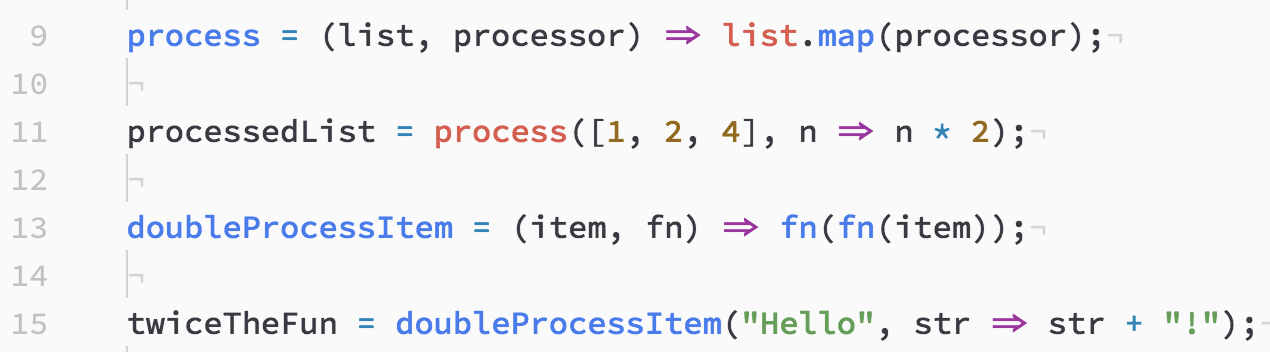 9 process = (list, processor) => list.map(processor);¬
10 ¬
11 processedList = process([1, 2, 4], n => n * 2);¬
12 ¬
13 doubleProcessItem = (item, fn) => fn(fn(item));¬
14 ¬
15 twiceTheFun = doubleProcessItem("Hello", str => str + "!");¬